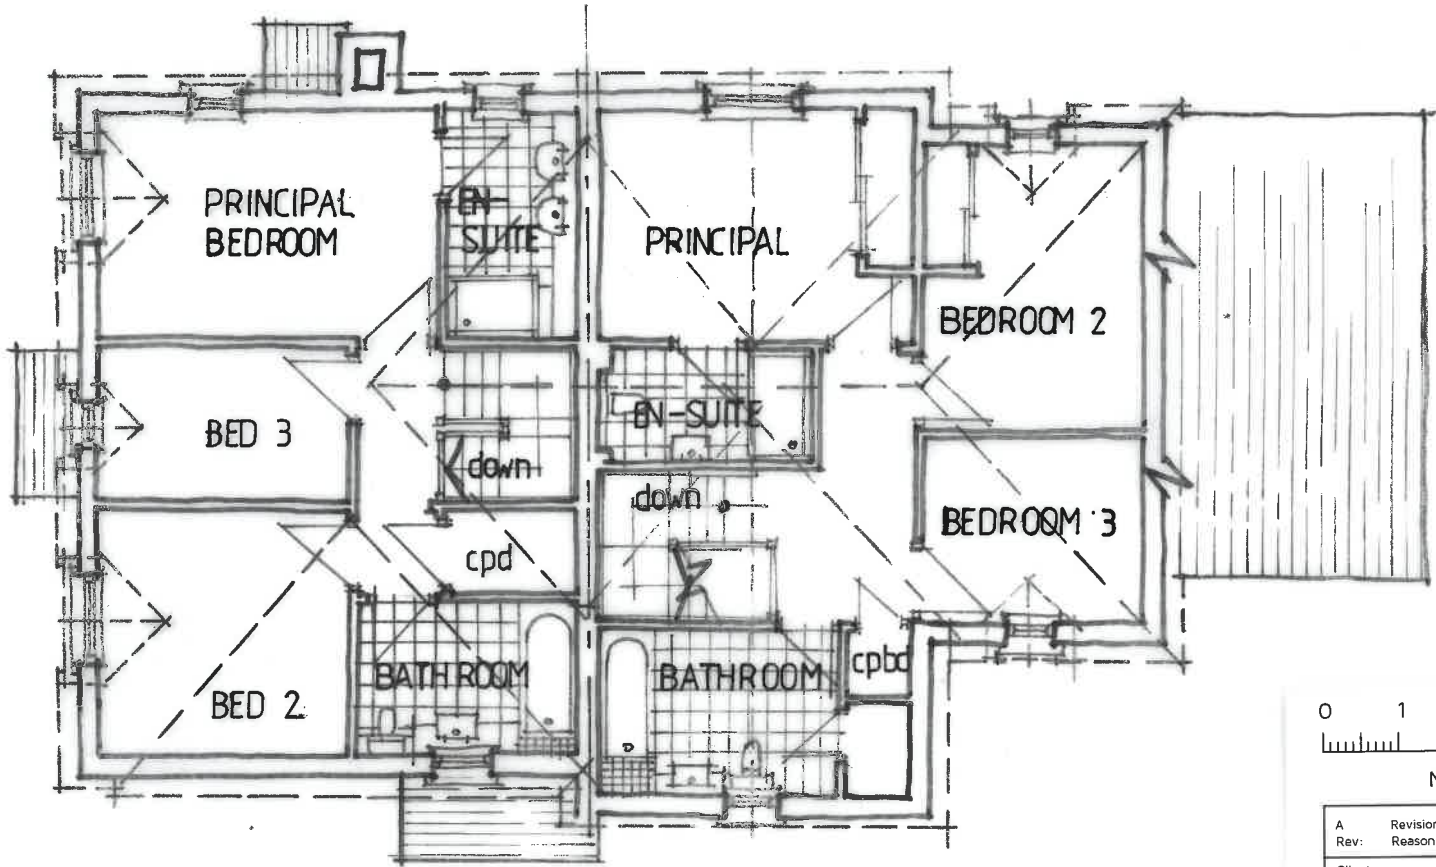 PRINCIPAL
BEDROOM
EN-
SUITE
PRINCIPAL
BEDROOM 2
BED 3
EN-SUITE
down
down
BEDROOM 3
cpd
BED 2
BATHROOM
BATHROOM
cpbd
0 1
A Revision
Rev: Reason